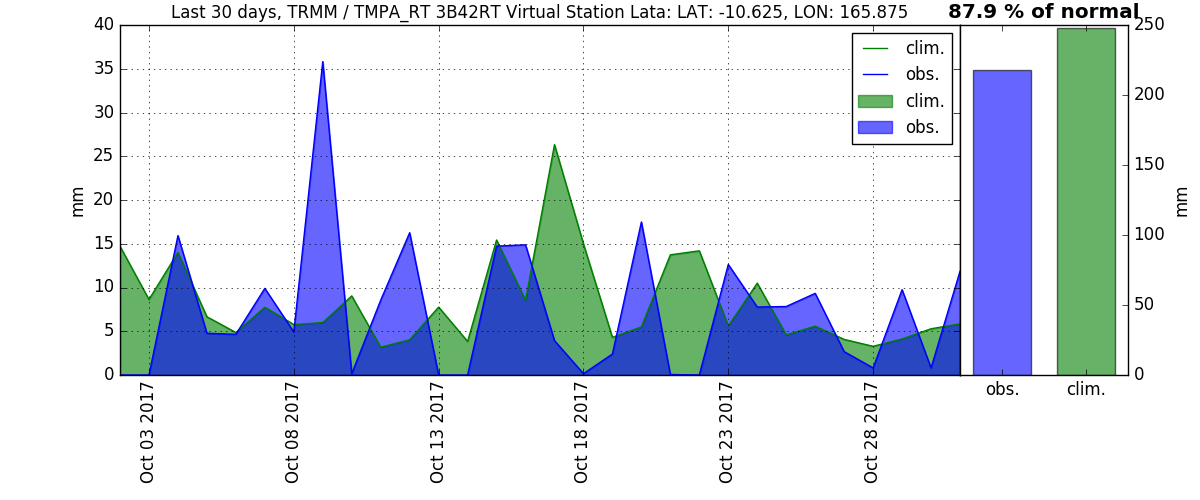 Last 30 days, TRMM / TMPA_RT 3B42RT Virtual Station Lata: LAT: -10.625, LON: 165.875
87.9 % of normal
40
35
30
25
20
15
10
5
0
mm
clim.
obs.
clim.
obs.
Oct 03 2017
Oct 08 2017
Oct 13 2017
Oct 18 2017
Oct 23 2017
Oct 28 2017
250
200
150
100
50
0
mm
obs.
clim.